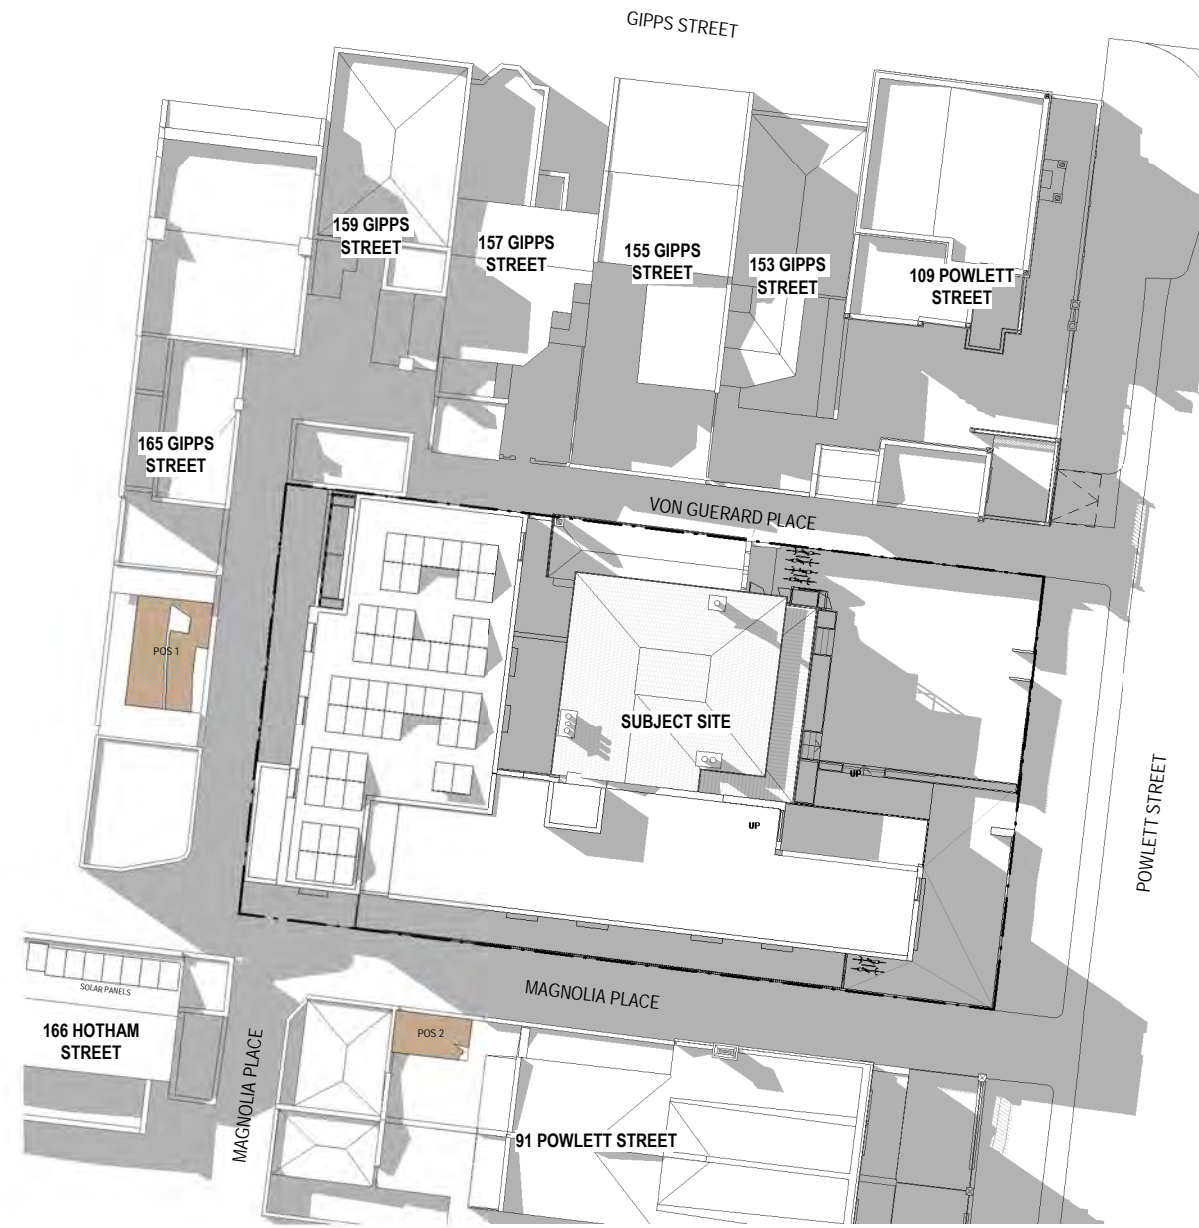 GIPPS STREET
159 GIPPS
STREET
157 GIPPS
STREET
155 GIPPS
STREET
153 GIPPS
STREET
109 POWLETT
STREET
165 GIPPS
STREET
VON GUERARD PLACE
POS 1
SUBJECT SITE
UP
UP
POWLETT STREET
MAGNOLIA PLACE
SOLAR PANELS
166 HOTHAM
STREET
MAGNOLIA PLACE
POS 2
91 POWLETT STREET